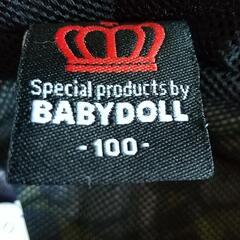 Special products by
BABYDOLL
-100-